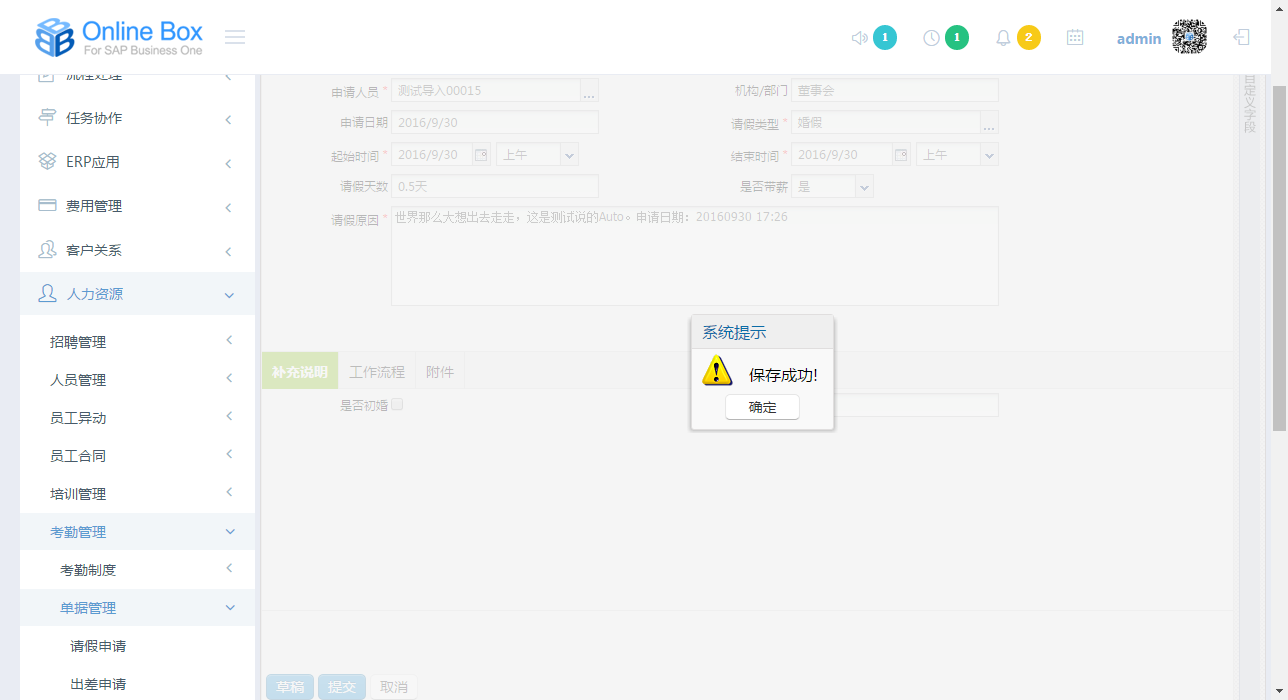 Online Box
For SAP Business One
1
1
2
admin
流程处理
任务协作
ERP应用
费用管理
客户关系
人力资源
招聘管理
人员管理
员工异动
员工合同
培训管理
考勤管理
考勤制度
单据管理
请假申请
出差申请
申请人员 * 测试导入00015 ... 机构/部门 董事会
申请日期 2016/9/30 请假类型 * 婚假 ...
起始时间 * 2016/9/30 上午 结束时间 * 2016/9/30 上午
请假天数 0.5天 是否带薪 是
请假原因 * 世界那么大想出去走走，这是测试说的Auto。申请日期：20160930 17:26
补充说明 工作流程 附件
是否初婚
系统提示
保存成功!
确定
草稿 提交 取消
自定义字段